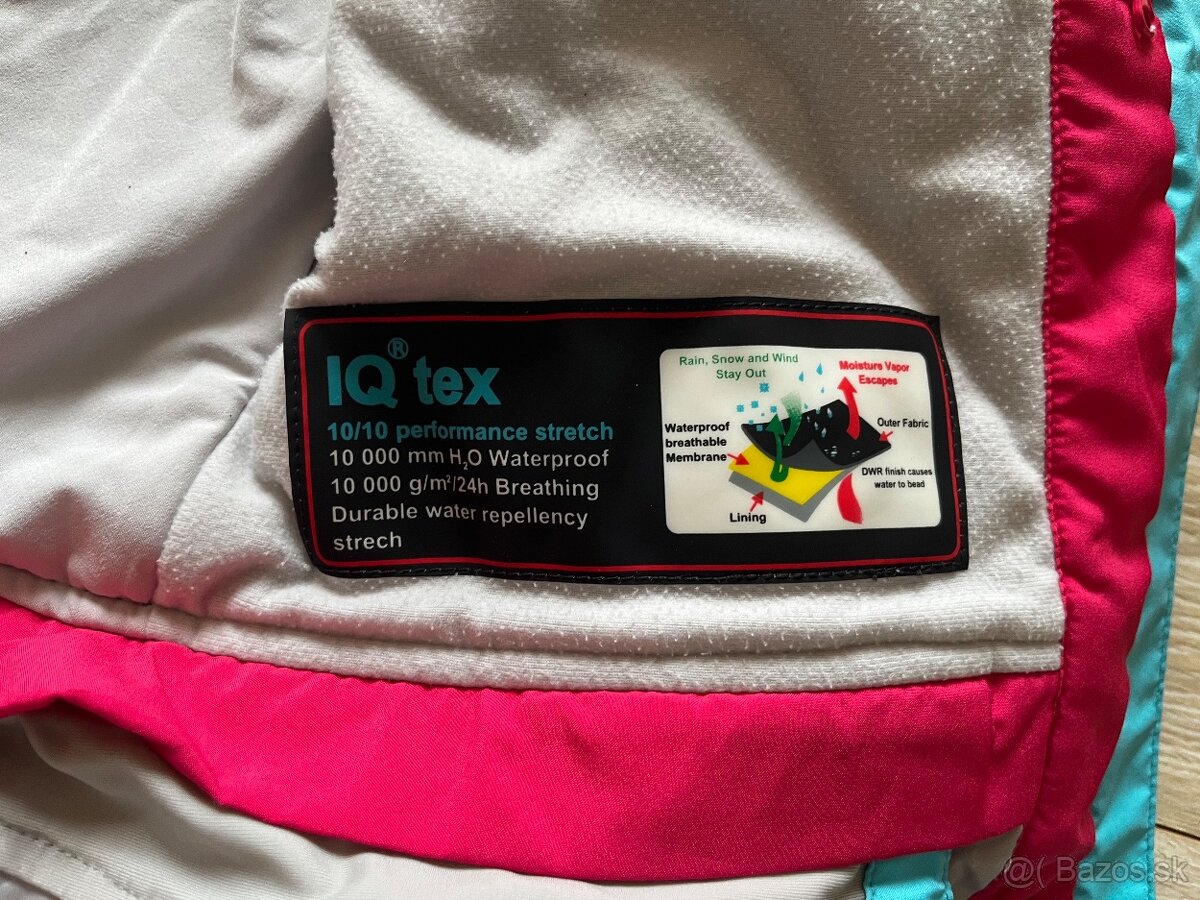 IQ® tex
10/10 performance stretch
10 000 mm H₂O Waterproof
10 000 g/m²/24h Breathing
Durable water repellency
strech
Rain, Snow and Wind
Stay Out
Moisture Vapor
Escapes
Waterproof
breathable
Membrane
Outer Fabric
DWR finish causes
water to bead
Lining
@( Bazos.sk